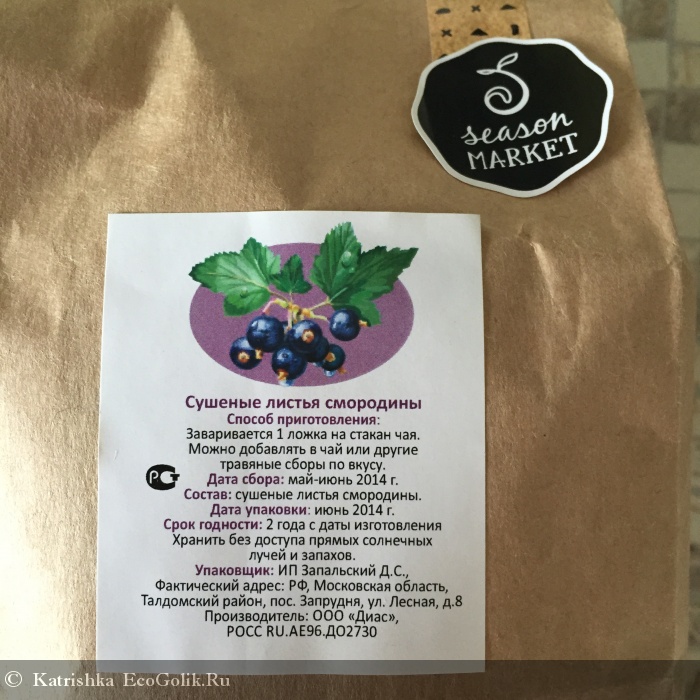 season
MARKET
Сушеные листья смородины
Способ приготовления:
Заваривается 1 ложка на стакан чая.
Можно добавлять в чай или другие
травяные сборы по вкусу.
РСТ
Дата сбора: май-июнь 2014 г.
Состав: сушеные листья смородины.
Дата упаковки: июнь 2014 г.
Срок годности: 2 года с даты изготовления
Хранить без доступа прямых солнечных
лучей и запахов.
Упаковщик: ИП Запальский Д.С.,
Фактический адрес: РФ, Московская область,
Талдомский район, пос. Запрудня, ул. Лесная, д.8
Производитель: ООО «Диас»,
РОСС RU.АЕ96.ДО2730
© Katrishka EcoGolik.Ru